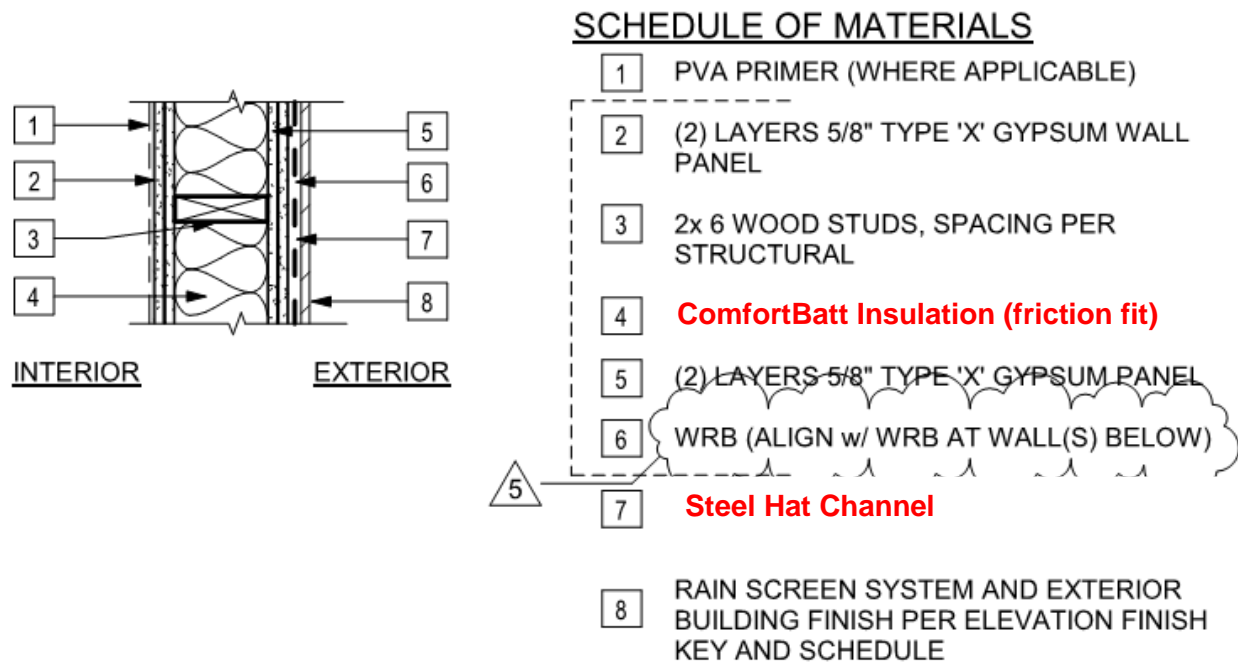 SCHEDULE OF MATERIALS
1 PVA PRIMER (WHERE APPLICABLE)
2 (2) LAYERS 5/8" TYPE 'X' GYPSUM WALL
PANEL
3 2x 6 WOOD STUDS, SPACING PER
STRUCTURAL
4 ComfortBatt Insulation (friction fit)
5 (2) LAYERS 5/8" TYPE 'X' GYPSUM PANEL
6 WRB (ALIGN w/ WRB AT WALL(S) BELOW)
5
7 Steel Hat Channel
8 RAIN SCREEN SYSTEM AND EXTERIOR
BUILDING FINISH PER ELEVATION FINISH
KEY AND SCHEDULE
1
2
3
4
5
6
7
8
INTERIOR
EXTERIOR